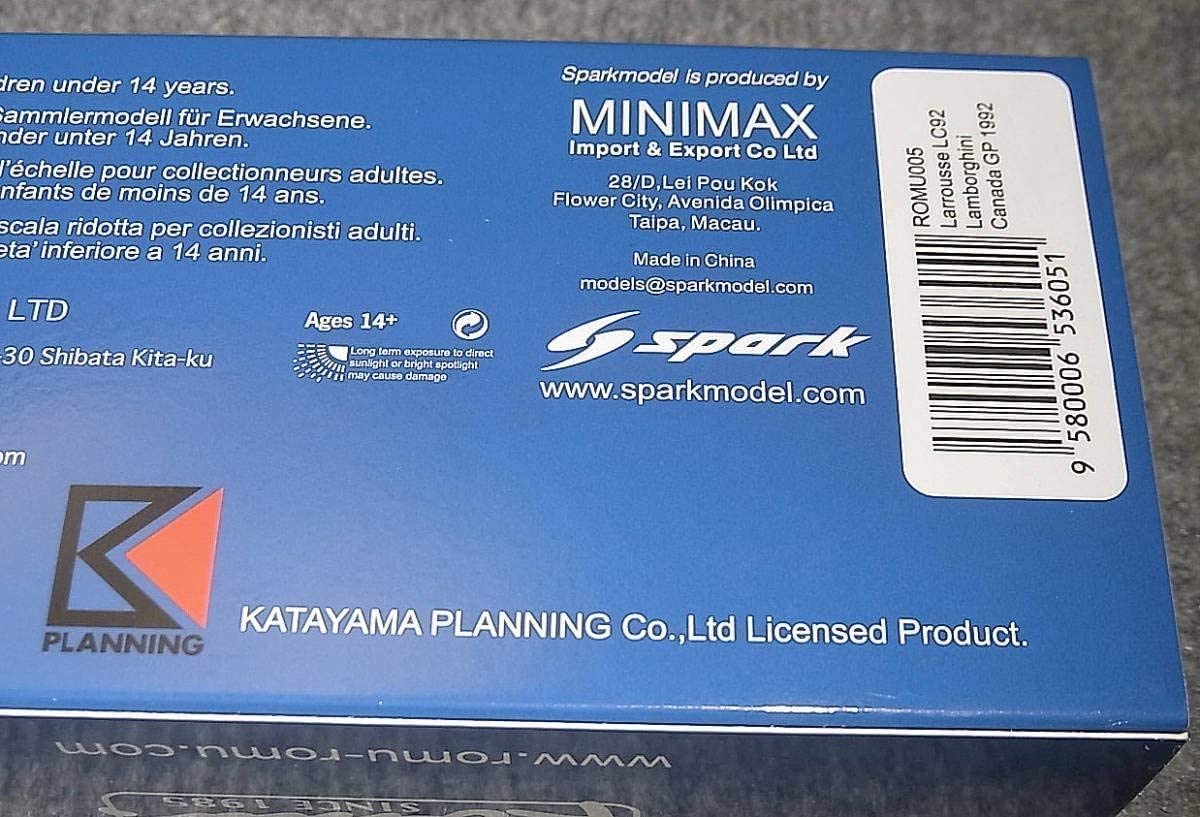 dren under 14 years.
Sammlermodell für Erwachsene.
nder unter 14 Jahren.
l'échelle pour collectionneurs adultes.
nfants de moins de 14 ans.
scala ridotta per collezionisti adulti.
eta' inferiore a 14 anni.
LTD
-30 Shibata Kita-ku
om
Ages 14+
Long term exposure to direct
sunlight or bright spotlight
may cause damage
Sparkmodel is produced by
MINIMAX
Import & Export Co Ltd
28/D,Lei Pou Kok
Flower City, Avenida Olimpica
Taipa, Macau.
Made in China
models@sparkmodel.com
spark
www.sparkmodel.com
ROMU005
Larrousse LC92
Lamborghini
Canada GP 1992
9 580006 536051
K
PLANNING
KATAYAMA PLANNING Co.,Ltd Licensed Product.
www.romu-romu.com
SINCE 1985